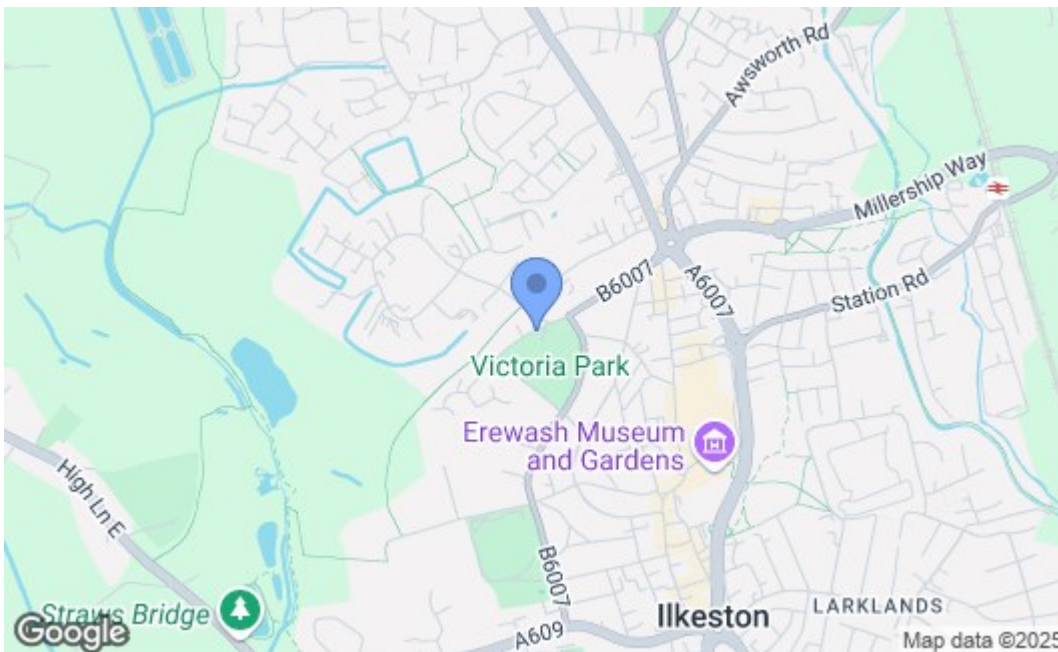 Awsworth Rd
Millership Way
B6007
A6007
Station Rd
Victoria Park
Erewash Museum
and Gardens
High Ln E
B6007
Straws Bridge
Ilkeston
LARKLANDS
A609
Google
Map data ©2025